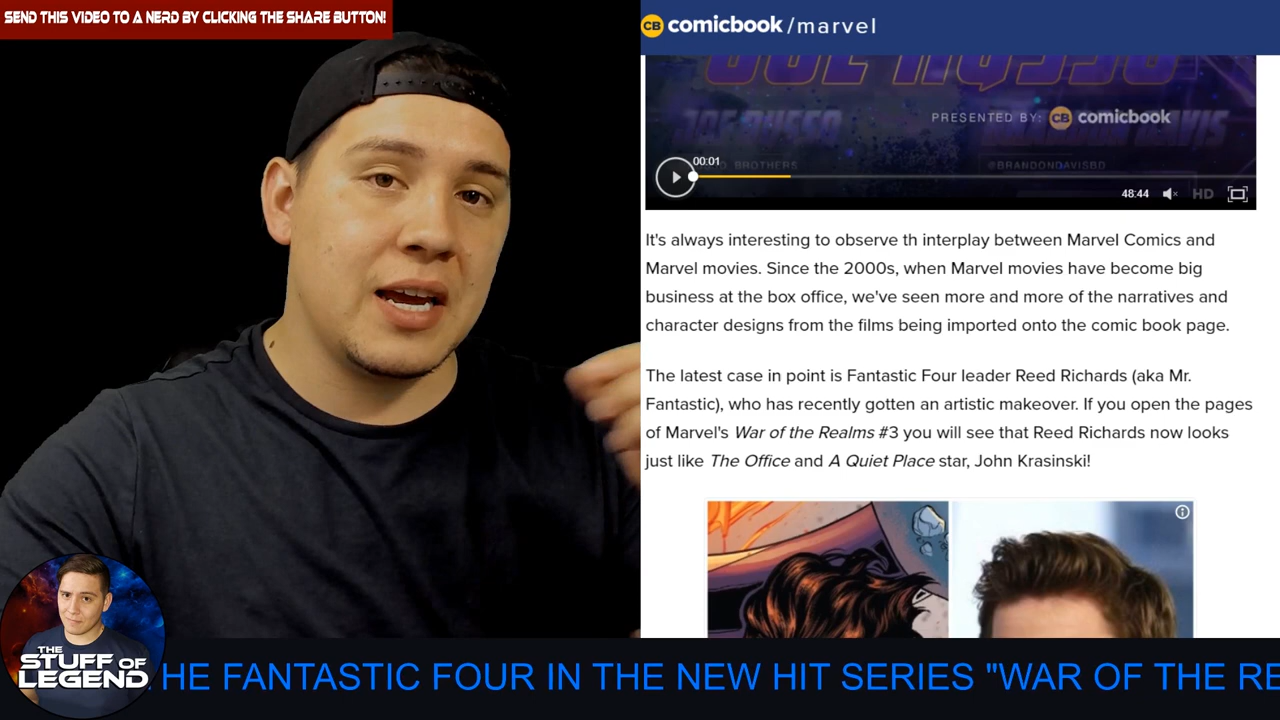 SEND THIS VIDEO TO A NERD BY CLICKING THE SHARE BUTTON!
CB comicbook /marvel
PRESENTED BY: CB comicbook
00:01
BROTHERS
@BRANDONDAVISBD
48:44
HD
It's always interesting to observe th interplay between Marvel Comics and
Marvel movies. Since the 2000s, when Marvel movies have become big
business at the box office, we've seen more and more of the narratives and
character designs from the films being imported onto the comic book page.
The latest case in point is Fantastic Four leader Reed Richards (aka Mr.
Fantastic), who has recently gotten an artistic makeover. If you open the pages
of Marvel's War of the Realms #3 you will see that Reed Richards now looks
just like The Office and A Quiet Place star, John Krasinski!
THE
STUFF OF
LEGEND
HE FANTASTIC FOUR IN THE NEW HIT SERIES "WAR OF THE RE